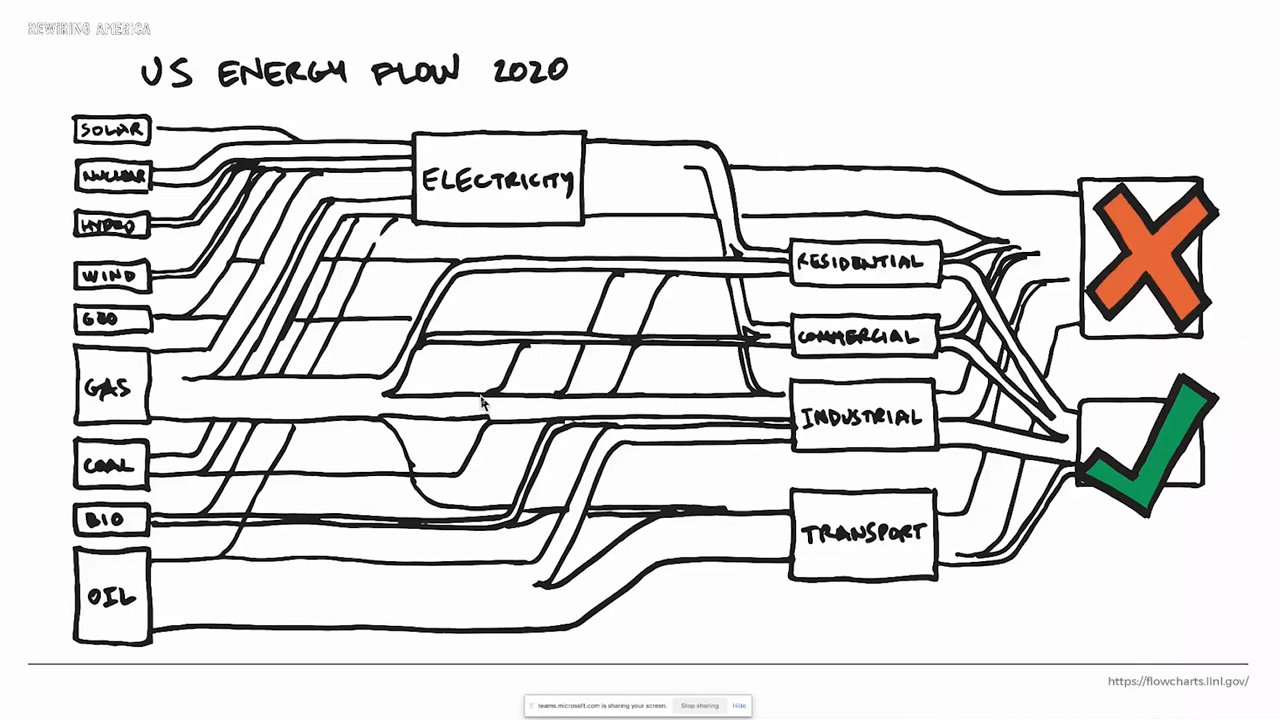 REWIRING AMERICA
US ENERGY FLOW 2020
SOLAR
NUCLEAR
HYDRO
WIND
GEO
GAS
COAL
BIO
OIL
ELECTRICITY
RESIDENTIAL
COMMERCIAL
INDUSTRIAL
TRANSPORT
https://flowcharts.llnl.gov/
teams.microsoft.com is sharing your screen. Stop sharing Hide